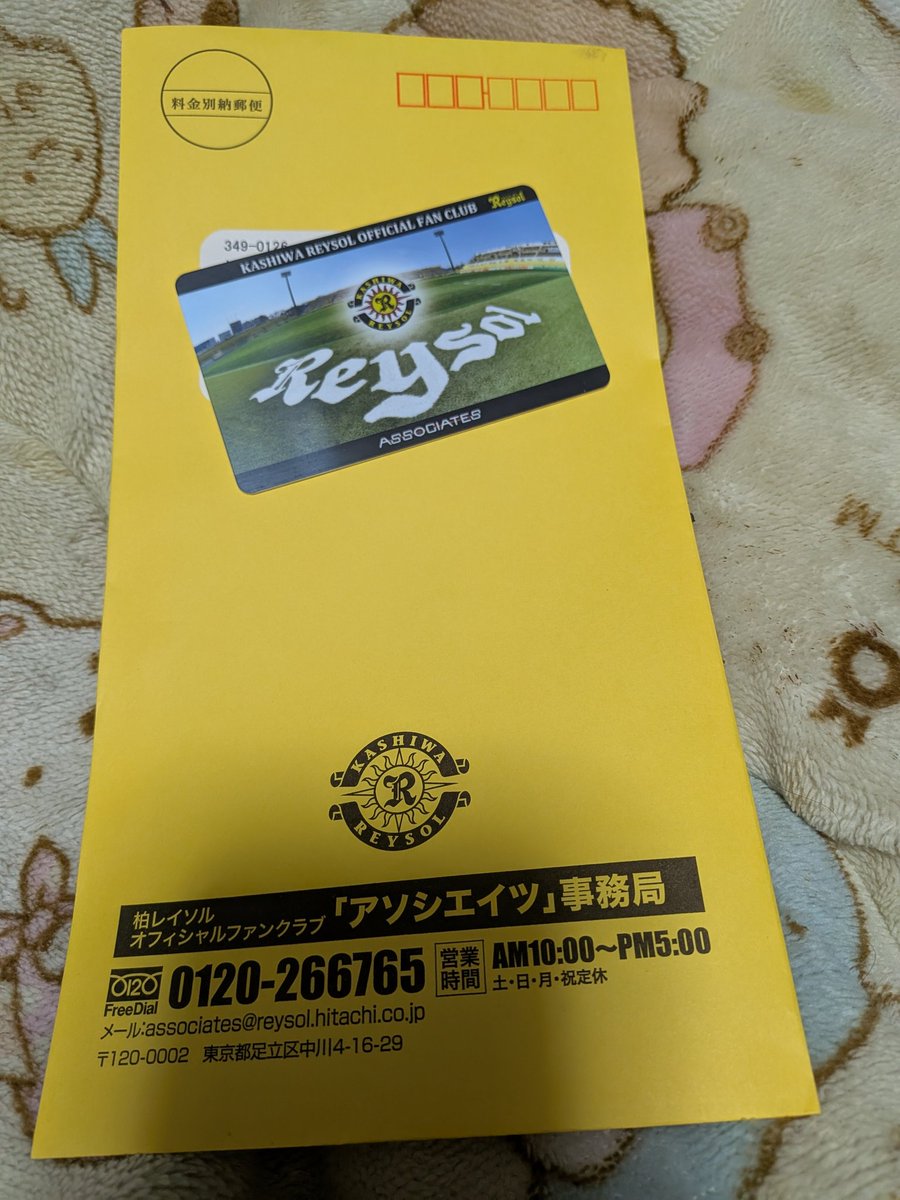 料金別納郵便
349-0126
KASHIWA REYSOL OFFICIAL FAN CLUB
Reysol
KASHIWA
R
REYSOL
Reysol
ASSOCIATES
KASHIWA
R
REYSOL
柏レイソル
オフィシャルファンクラブ「アソシエイツ」事務局
0120
FreeDial
0120-266765
営業
時間
AM10:00〜PM5:00
土・日・月・祝定休
メール:associates@reysol.hitachi.co.jp
〒120-0002 東京都足立区中川4-16-29